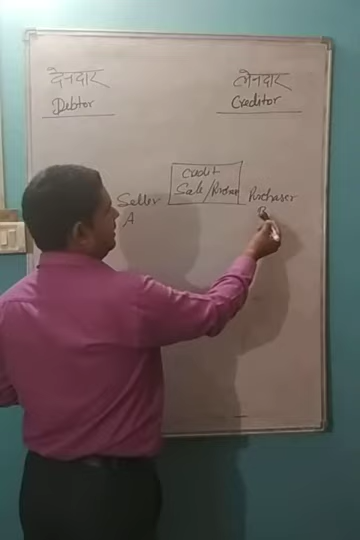 देनदार
Debtor
लेनदार
Creditor
Credit
Sale/Purchase
Seller
Purchaser
A
B